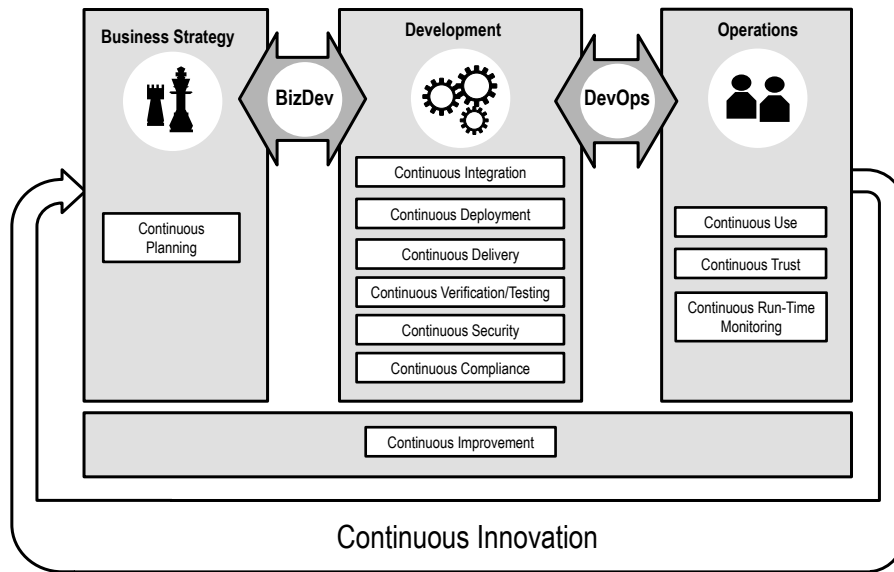 Business Strategy
BizDev
Development
DevOps
Operations
Continuous
Planning
Continuous Integration
Continuous Deployment
Continuous Delivery
Continuous Verification/Testing
Continuous Security
Continuous Compliance
Continuous Use
Continuous Trust
Continuous Run-Time
Monitoring
Continuous Improvement
Continuous Innovation